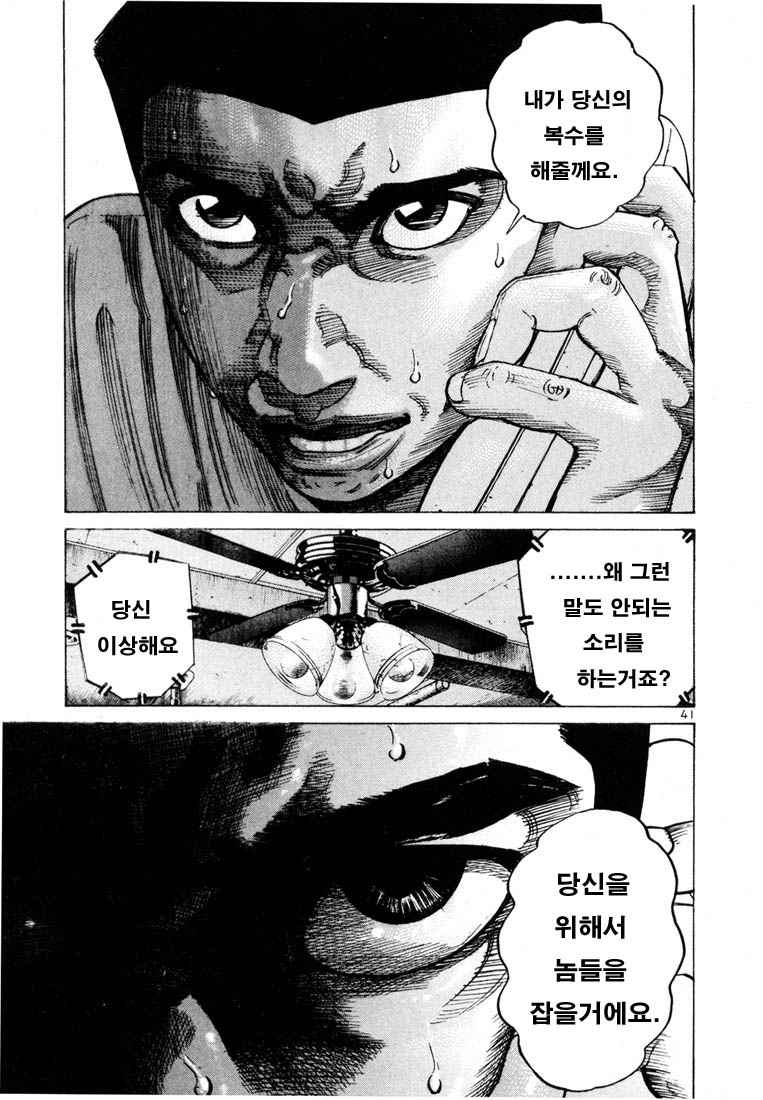 내가 당신의
복수를
해줄께요.
.......왜 그런
말도 안되는
소리를
하는거죠?
당신
이상해요
41
당신을
위해서
놈들을
잡을거에요.